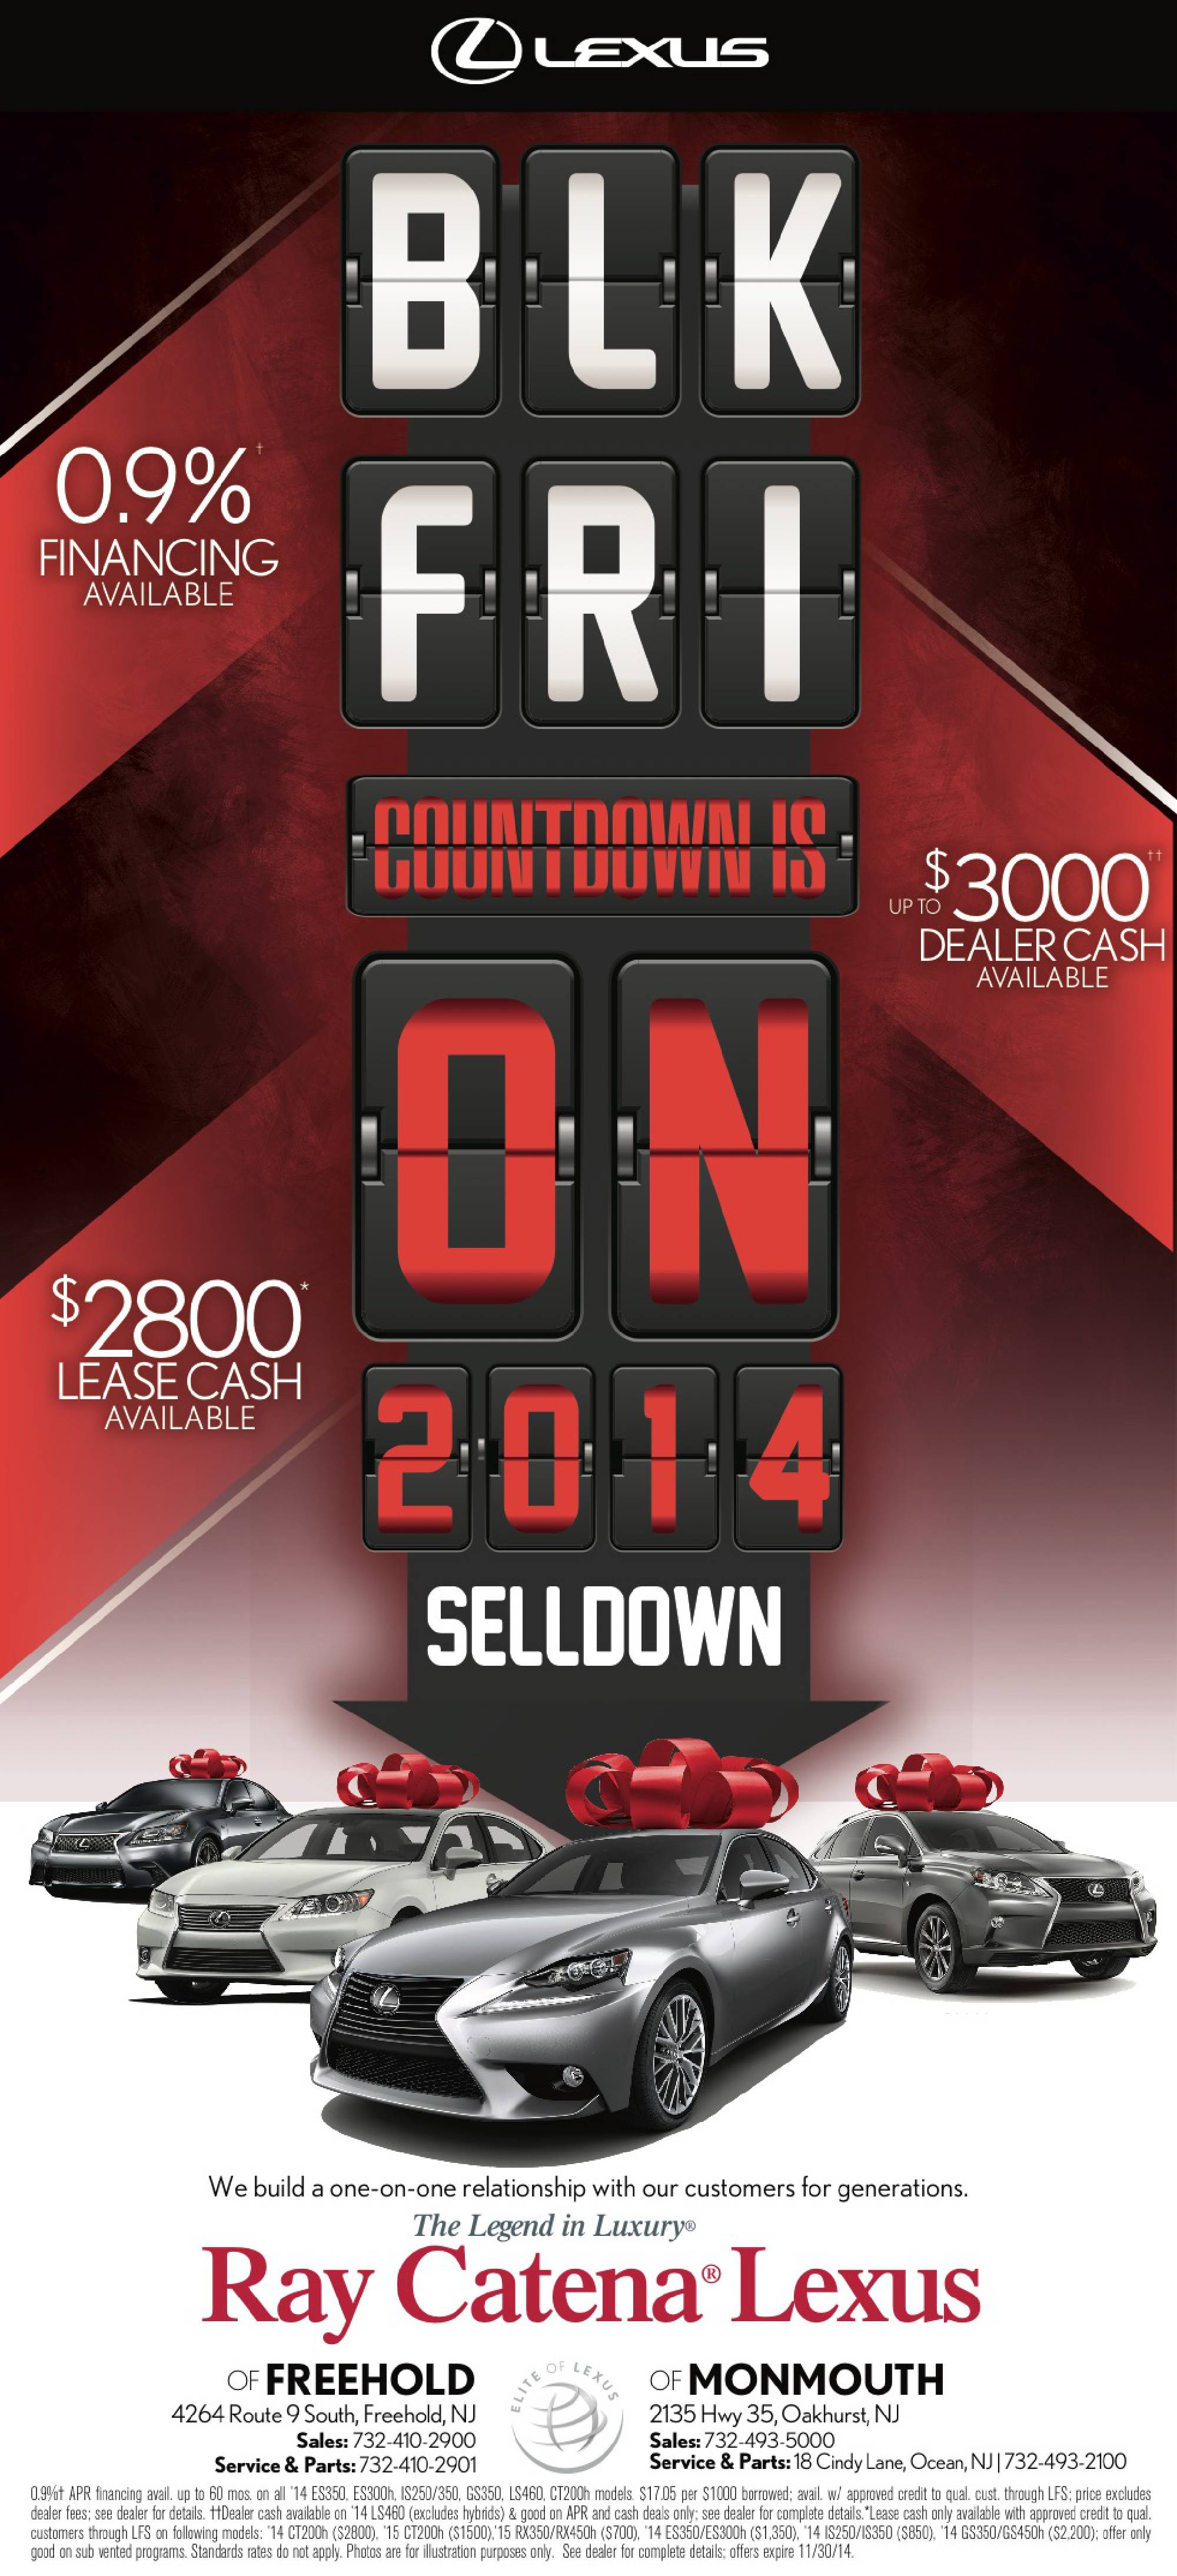 LEXUS
BLK
FRI
0.9%†
FINANCING
AVAILABLE
COUNTDOWN IS
UP TO $3000††
DEALER CASH
AVAILABLE
ON
$2800*
LEASE CASH
AVAILABLE
2014
SELLDOWN
We build a one-on-one relationship with our customers for generations.
The Legend in Luxury®
Ray Catena® Lexus
OF FREEHOLD
4264 Route 9 South, Freehold, NJ
Sales: 732-410-2900
Service & Parts: 732-410-2901
ELITE OF LEXUS
OF MONMOUTH
2135 Hwy 35, Oakhurst, NJ
Sales: 732-493-5000
Service & Parts: 18 Cindy Lane, Ocean, NJ | 732-493-2100
0.9%† APR financing avail. up to 60 mos. on all '14 ES350, ES300h, IS250/350, GS350, LS460, CT200h models. $17.05 per $1000 borrowed; avail. w/ approved credit to qual. cust. through LFS; price excludes
dealer fees; see dealer for details. ††Dealer cash available on '14 LS460 (excludes hybrids) & good on APR and cash deals only; see dealer for complete details.*Lease cash only available with approved credit to qual.
customers through LFS on following models: '14 CT200h ($2800), '15 CT200h ($1500),'15 RX350/RX450h ($700), '14 ES350/ES300h ($1,350), '14 IS250/IS350 ($850), '14 GS350/GS450h ($2,200); offer only
good on sub vented programs. Standards rates do not apply. Photos are for illustration purposes only. See dealer for complete details; offers expire 11/30/14.